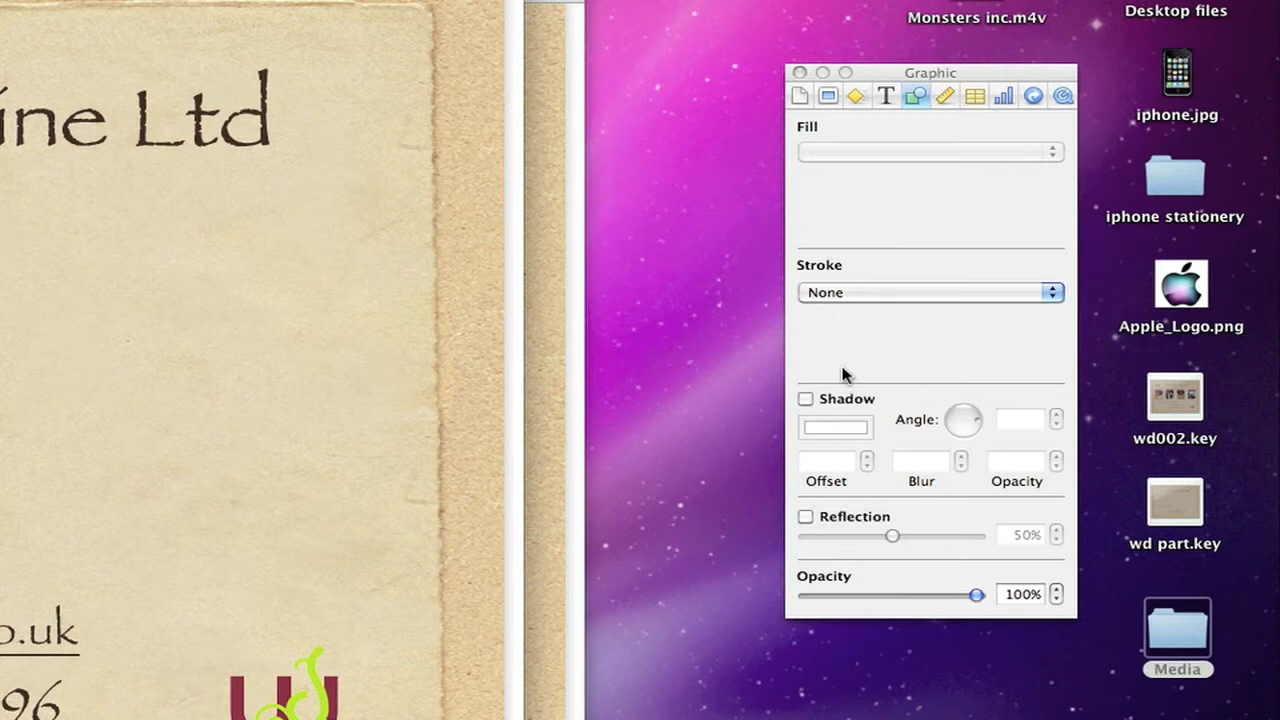 ine Ltd
o.uk
96
Monsters inc.m4v
Desktop files
Graphic
T
Fill
Stroke
None
Shadow
Angle:
Offset
Blur
Opacity
Reflection
50%
Opacity
100%
iphone.jpg
iphone stationery
Apple_Logo.png
wd002.key
wd part.key
Media